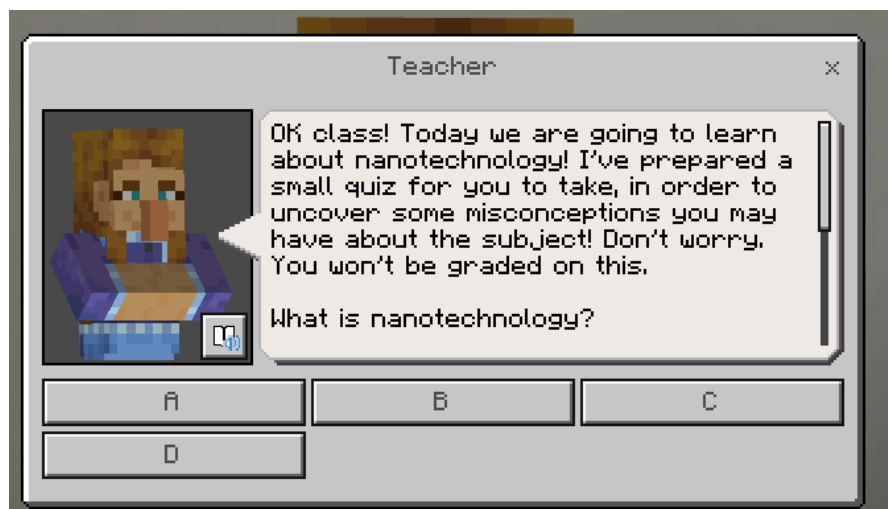 Teacher
x
OK class! Today we are going to learn
about nanotechnology! I've prepared a
small quiz for you to take, in order to
uncover some misconceptions you may
have about the subject! Don't worry.
You won't be graded on this.
What is nanotechnology?
A
B
C
D